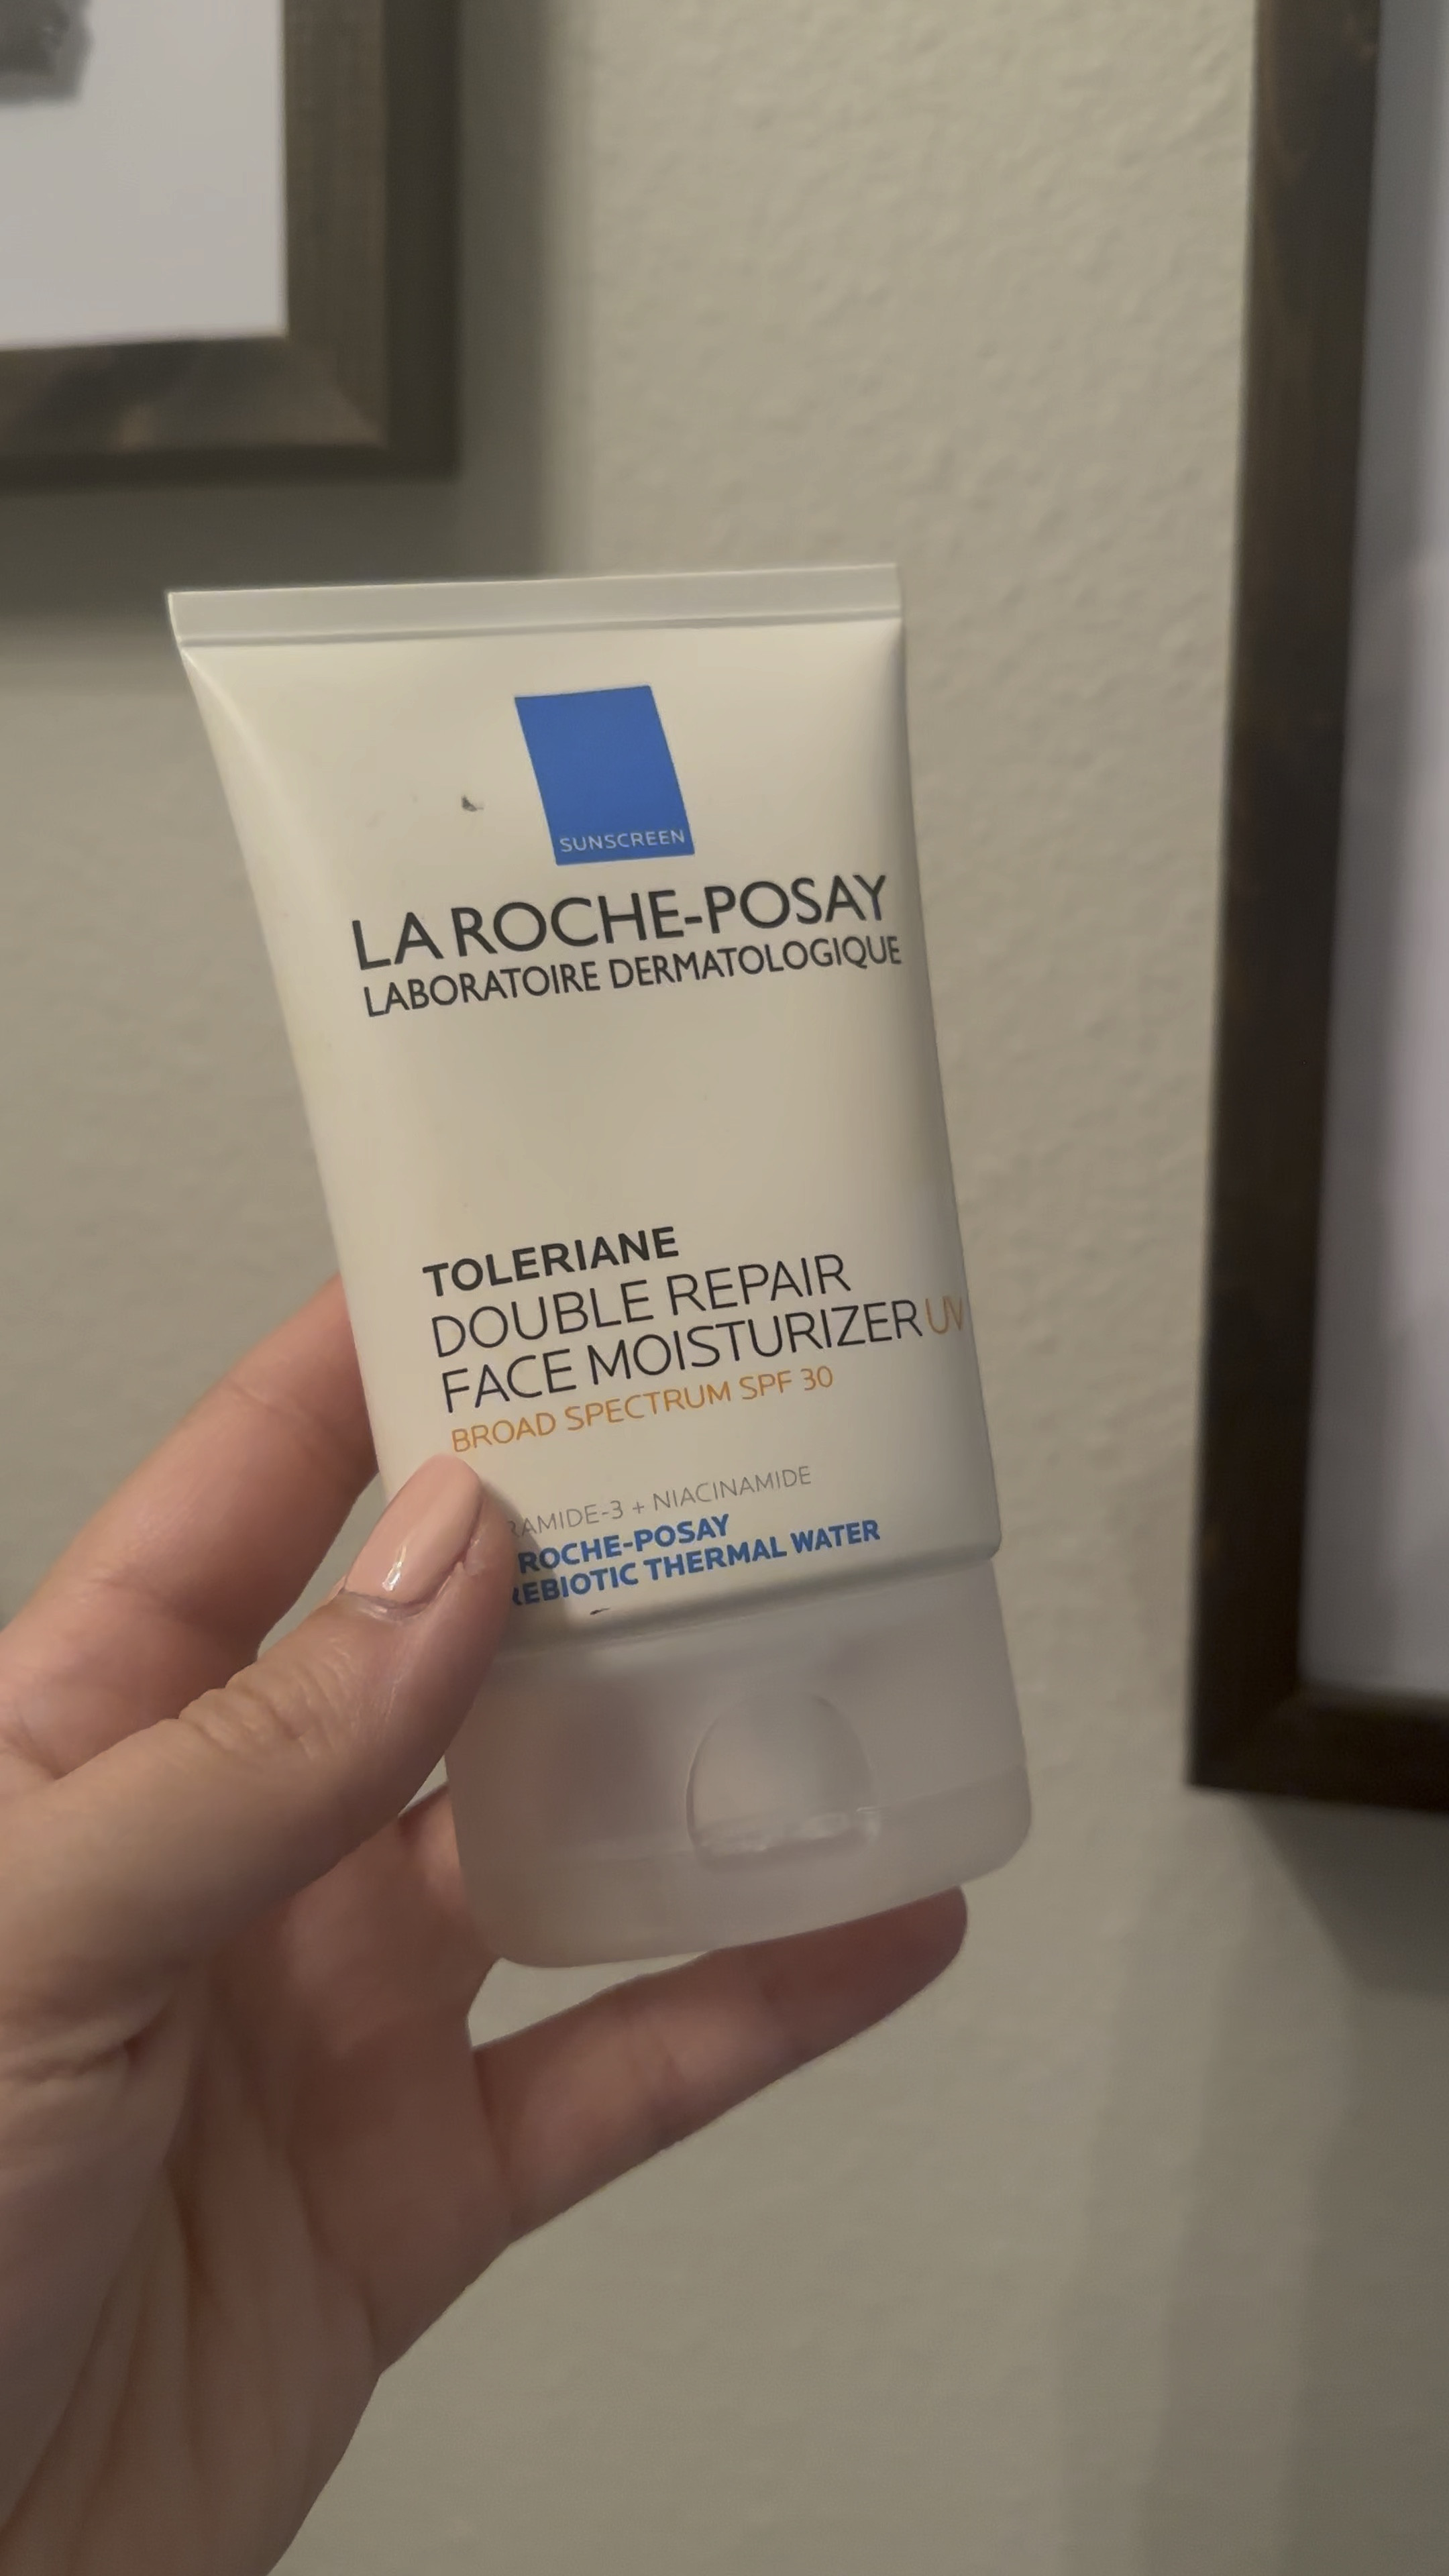 SUNSCREEN
LA ROCHE-POSAY
LABORATOIRE DERMATOLOGIQUE
TOLERIANE
DOUBLE REPAIR
FACE MOISTURIZER UV
BROAD SPECTRUM SPF 30
RAMIDE-3 + NIACINAMIDE
ROCHE-POSAY
REBIOTIC THERMAL WATER